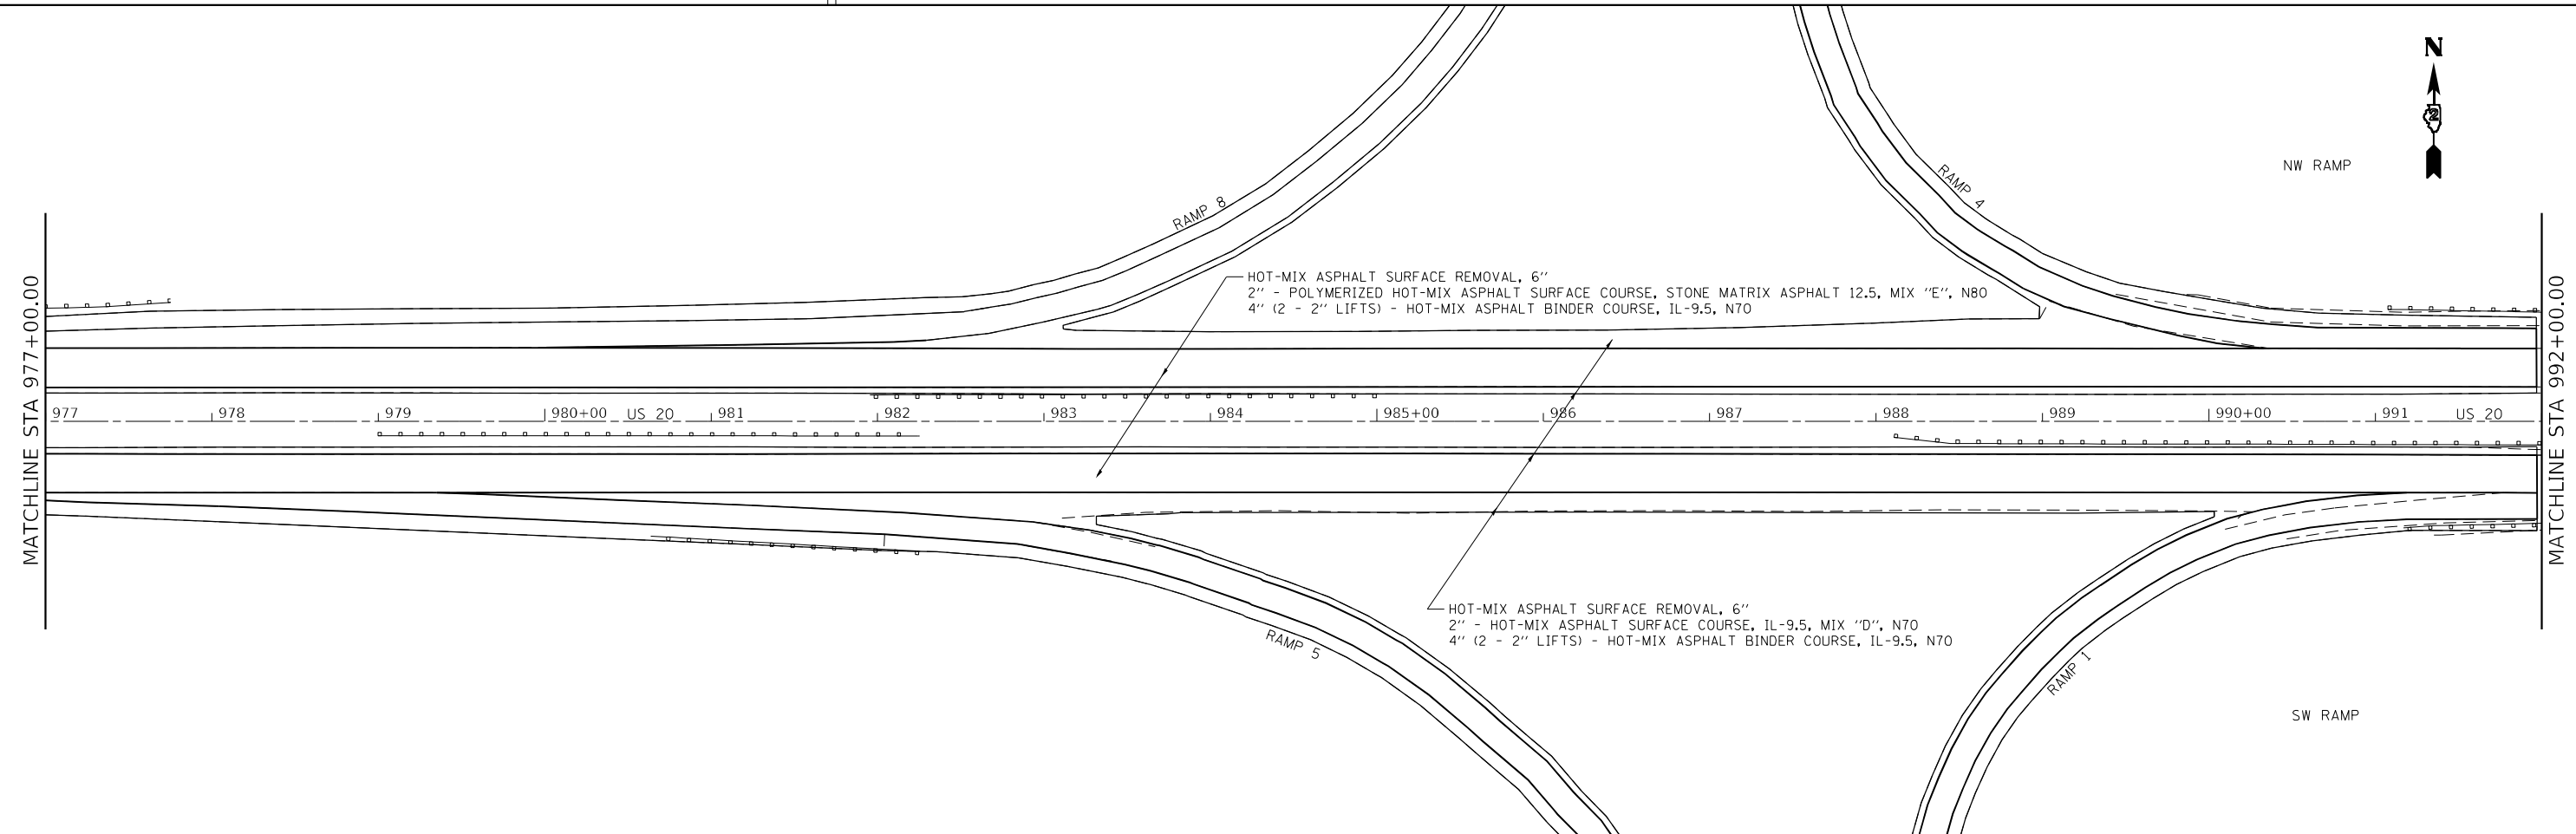 N
2
NW RAMP
RAMP 8
RAMP 4
HOT-MIX ASPHALT SURFACE REMOVAL, 6"
2" - POLYMERIZED HOT-MIX ASPHALT SURFACE COURSE, STONE MATRIX ASPHALT 12.5, MIX "E", N80
4" (2 - 2" LIFTS) - HOT-MIX ASPHALT BINDER COURSE, IL-9.5, N70
MATCHLINE STA 977+00.00
977 978 979 980+00 US 20 981 982 983 984 985+00 986 987 988 989 990+00 991 US 20
MATCHLINE STA 992+00.00
HOT-MIX ASPHALT SURFACE REMOVAL, 6"
2" - HOT-MIX ASPHALT SURFACE COURSE, IL-9.5, MIX "D", N70
4" (2 - 2" LIFTS) - HOT-MIX ASPHALT BINDER COURSE, IL-9.5, N70
RAMP 5
RAMP 1
SW RAMP